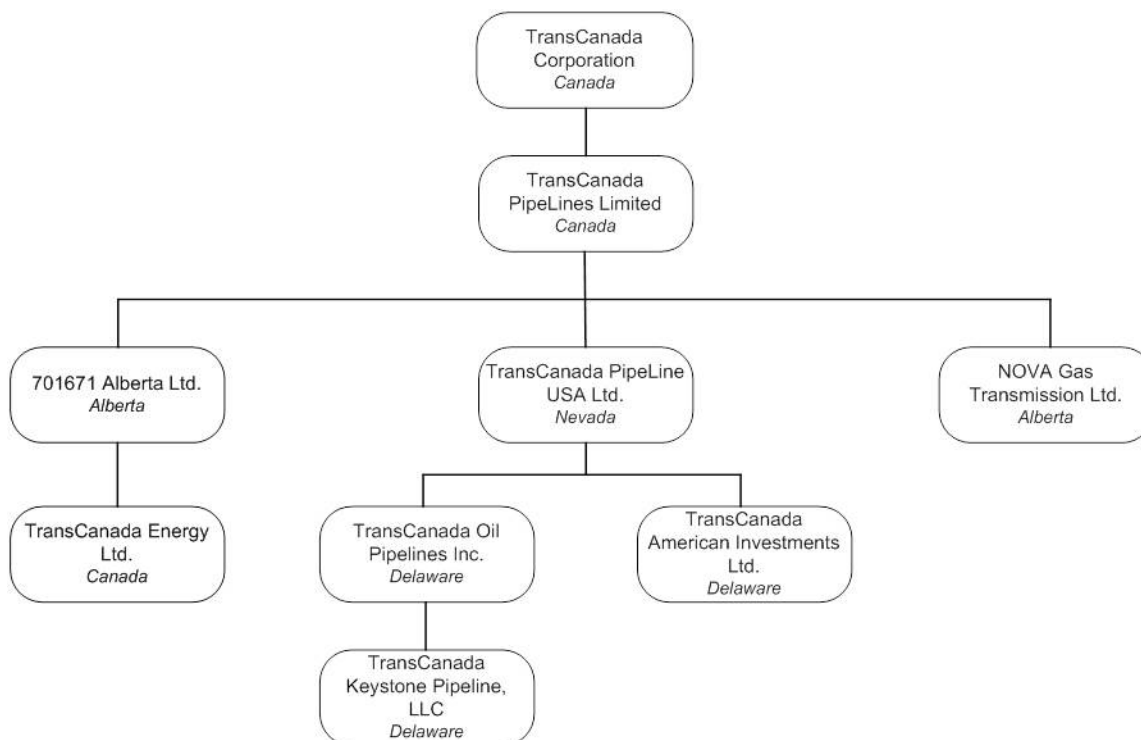 TransCanada
Corporation
Canada
TransCanada
PipeLines Limited
Canada
701671 Alberta Ltd.
Alberta
TransCanada PipeLine
USA Ltd.
Nevada
NOVA Gas
Transmission Ltd.
Alberta
TransCanada Energy
Ltd.
Canada
TransCanada Oil
Pipelines Inc.
Delaware
TransCanada
American Investments
Ltd.
Delaware
TransCanada
Keystone Pipeline,
LLC
Delaware